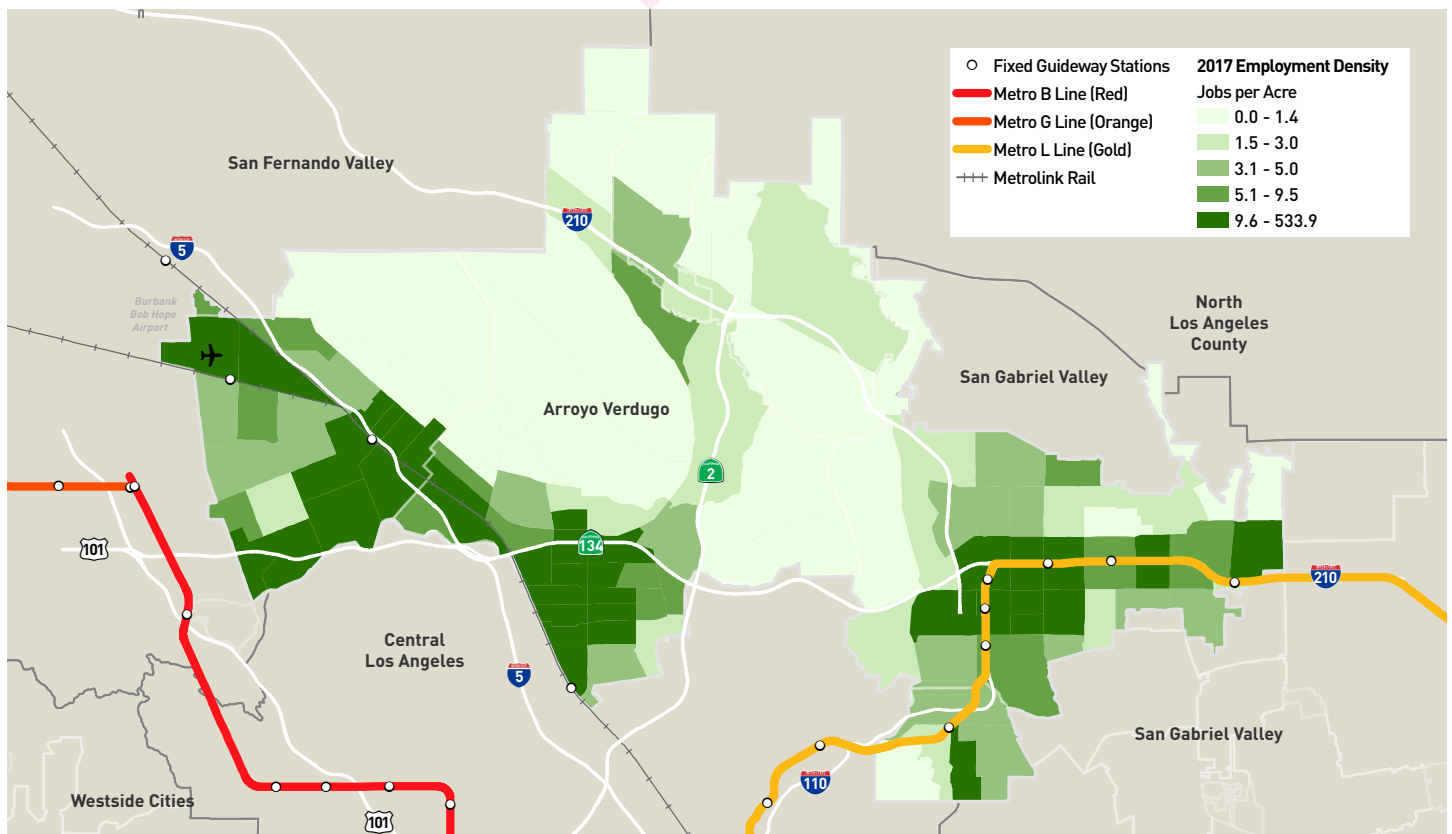 Fixed Guideway Stations
Metro B Line (Red)
Metro G Line (Orange)
Metro L Line (Gold)
Metrolink Rail
2017 Employment Density
Jobs per Acre
0.0 - 1.4
1.5 - 3.0
3.1 - 5.0
5.1 - 9.5
9.6 - 533.9
San Fernando Valley
210
5
Burbank
Bob Hope
Airport
North
Los Angeles
County
San Gabriel Valley
Arroyo Verdugo
2
101
134
210
Central
Los Angeles
5
San Gabriel Valley
110
Westside Cities
101